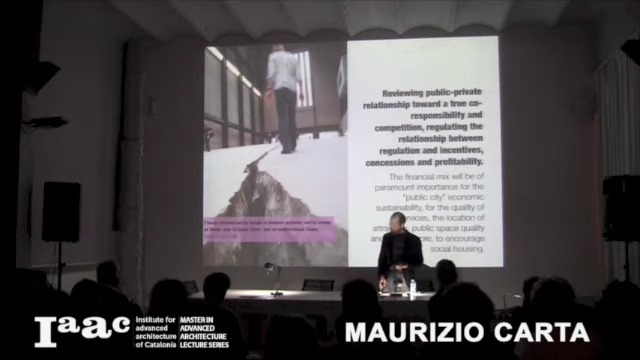 Reviewing public-private
relationship toward a true co-
responsibility and
competition, regulating the
relationship between
regulation and incentives,
concessions and profitability.
The financial mix will be of
paramount importance for the
"public city" economic
sustainability, for the quality of
services, the location of
public space quality
and
to encourage
social housing.
Iaac
Institute for
advanced
architecture
of Catalonia
MASTER IN
ADVANCED
ARCHITECTURE
LECTURE SERIES
MAURIZIO CARTA